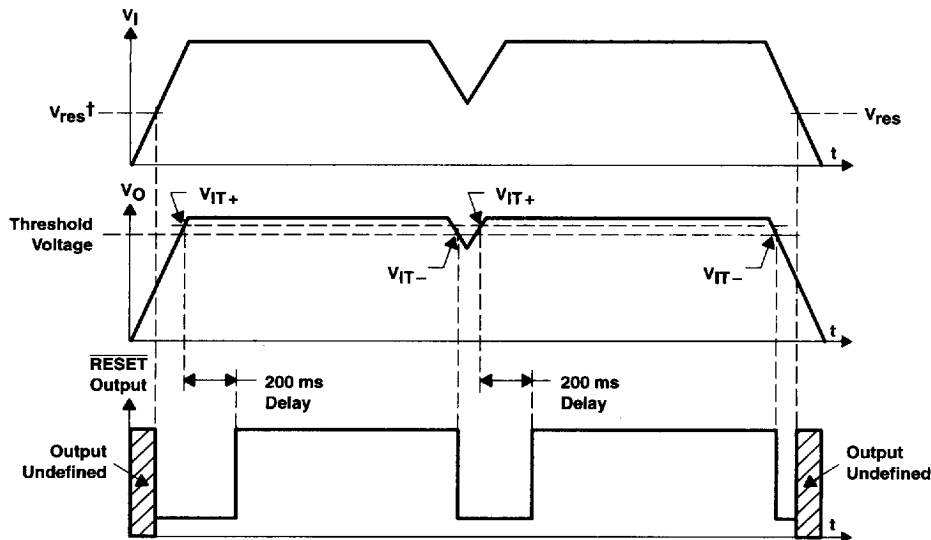 VI
Vres†
Vres
t
VO
VIT+
VIT+
Threshold
Voltage
VIT−
VIT−
t
RESET
Output
200 ms
Delay
200 ms
Delay
Output
Undefined
Output
Undefined
t